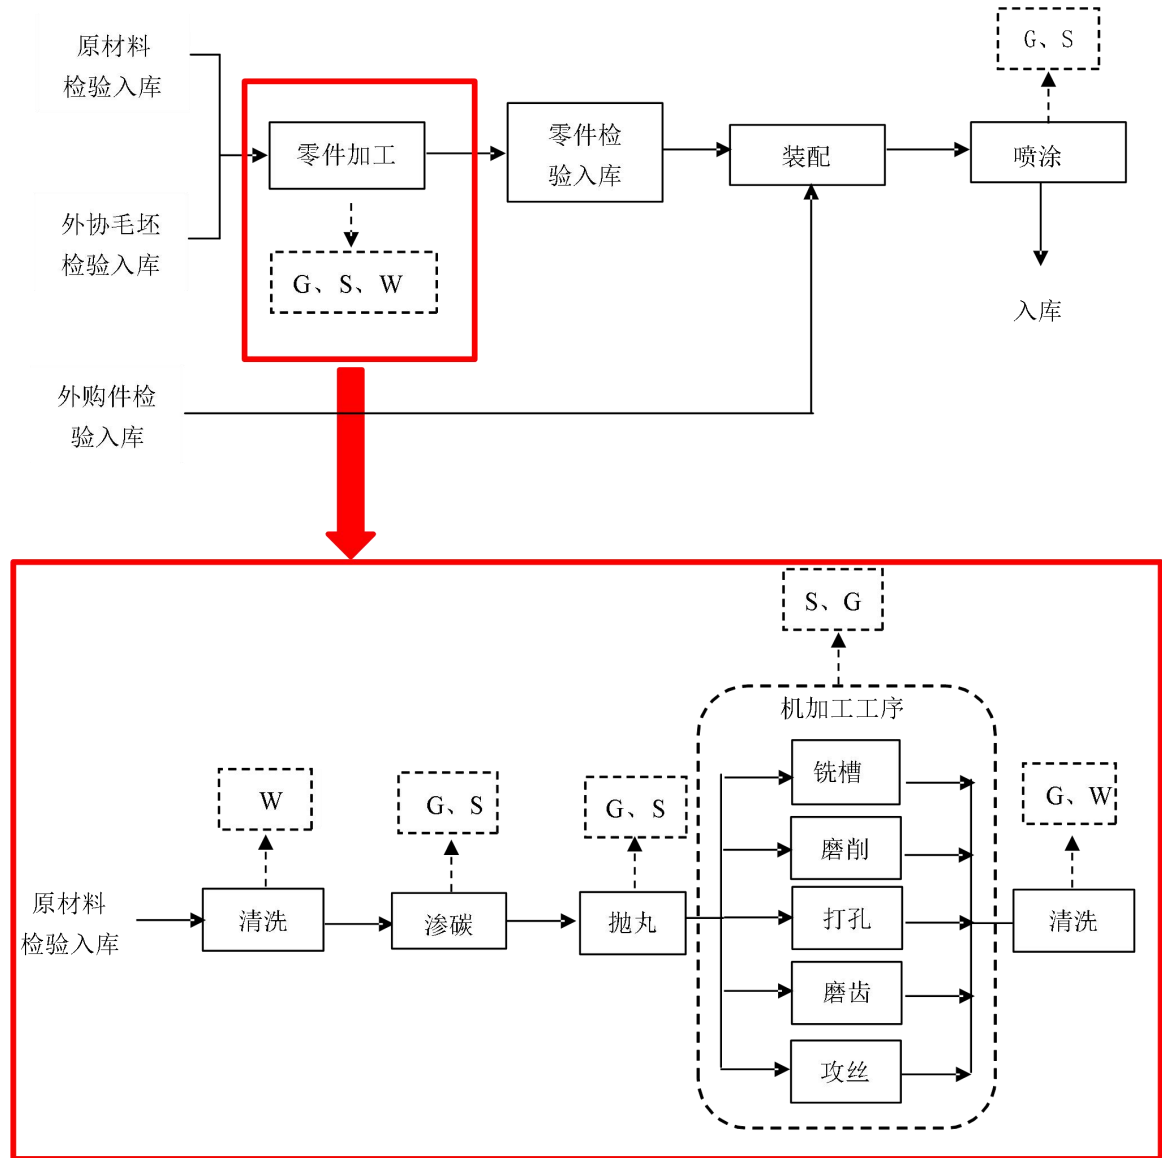 原材料
检验入库
G、S
零件加工
零件检
验入库
装配
喷涂
外协毛坯
检验入库
G、S、W
入库
外购件检
验入库
S、G
机加工工序
W
G、S
G、S
铣槽
G、W
磨削
原材料
检验入库
清洗
渗碳
抛丸
打孔
清洗
磨齿
攻丝